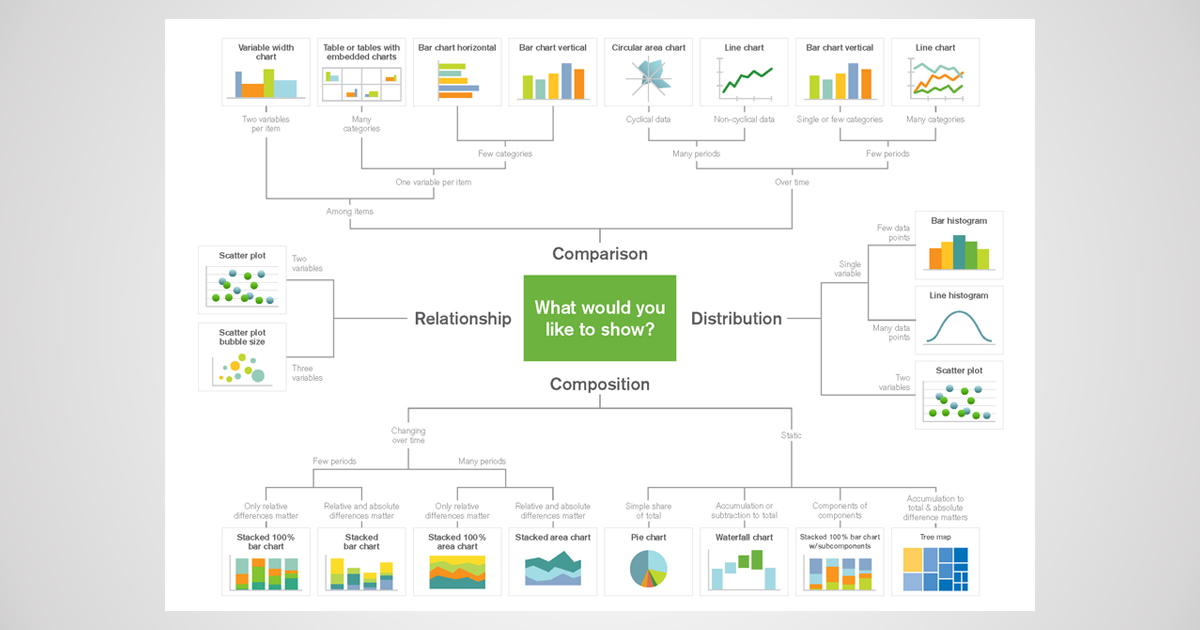 Variable width
chart
Table or tables with
embedded charts
Bar chart horizontal
Bar chart vertical
Circular area chart
Line chart
Bar chart vertical
Line chart
Two variables
per item
Many
categories
Cyclical data
Non-cyclical data
Single or few categories
Many categories
Few categories
Many periods
Few periods
One variable per item
Over time
Among items
Comparison
Scatter plot
Two
variables
Scatter plot
bubble size
Three
variables
Relationship
What would you
like to show?
Distribution
Single
variable
Few data
points
Bar histogram
Line histogram
Many data
points
Two
variables
Scatter plot
Composition
Changing
over time
Static
Few periods
Many periods
Only relative
differences matter
Relative and absolute
differences matter
Only relative
differences matter
Relative and absolute
differences matter
Simple share
of total
Accumulation or
subtraction to total
Components of
components
Accumulation to
total & absolute
difference matters
Stacked 100%
bar chart
Stacked
bar chart
Stacked 100%
area chart
Stacked area chart
Pie chart
Waterfall chart
Stacked 100% bar chart
w/subcomponents
Tree map